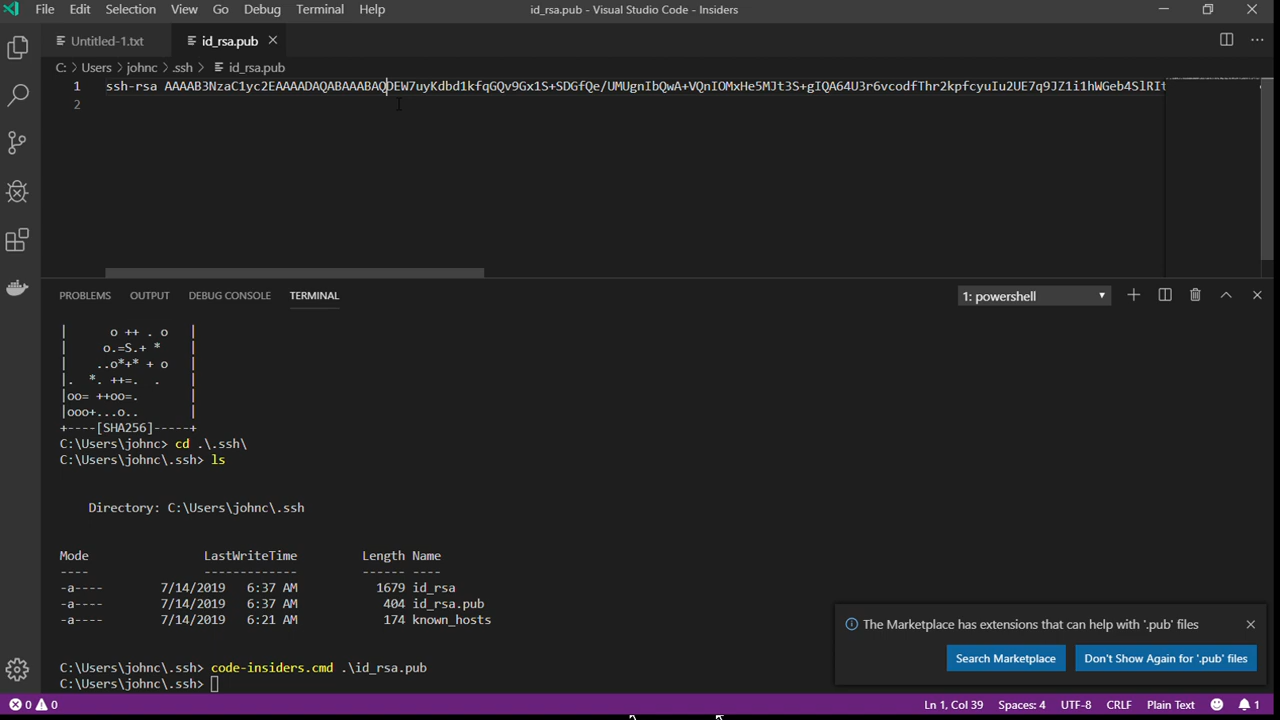 File Edit Selection View Go Debug Terminal Help id_rsa.pub - Visual Studio Code - Insiders
Untitled-1.txt id_rsa.pub
C: > Users > johnc > .ssh > id_rsa.pub
1 ssh-rsa AAAAB3NzaC1yc2EAAAADAQABAAABAQDEW7uyKdbd1kfqGQv9Gx1S+SDGfQe/UMUgnIbQwA+VQnIOMxHe5MJt3S+gIQA64U3r6vcodfThr2kpfcyuIu2UE7q9JZ1i1hWGeb4SlRIt
2
PROBLEMS OUTPUT DEBUG CONSOLE TERMINAL 1: powershell
|      o ++ . o   |
|     o.=S.+ *    |
|    ..o*+* + o   |
|.  *. ++=.  .    |
|oo= ++oo=.       |
|ooo+...o..       |
+----[SHA256]-----+
C:\Users\johnc> cd .\.ssh\
C:\Users\johnc\.ssh> ls
Directory: C:\Users\johnc\.ssh
Mode LastWriteTime Length Name
---- ------------- ------ ----
-a---- 7/14/2019 6:37 AM 1679 id_rsa
-a---- 7/14/2019 6:37 AM 404 id_rsa.pub
-a---- 7/14/2019 6:21 AM 174 known_hosts
C:\Users\johnc\.ssh> code-insiders.cmd .\id_rsa.pub
C:\Users\johnc\.ssh>
The Marketplace has extensions that can help with '.pub' files
Search Marketplace Don't Show Again for '.pub' files
0 0 Ln 1, Col 39 Spaces: 4 UTF-8 CRLF Plain Text 1